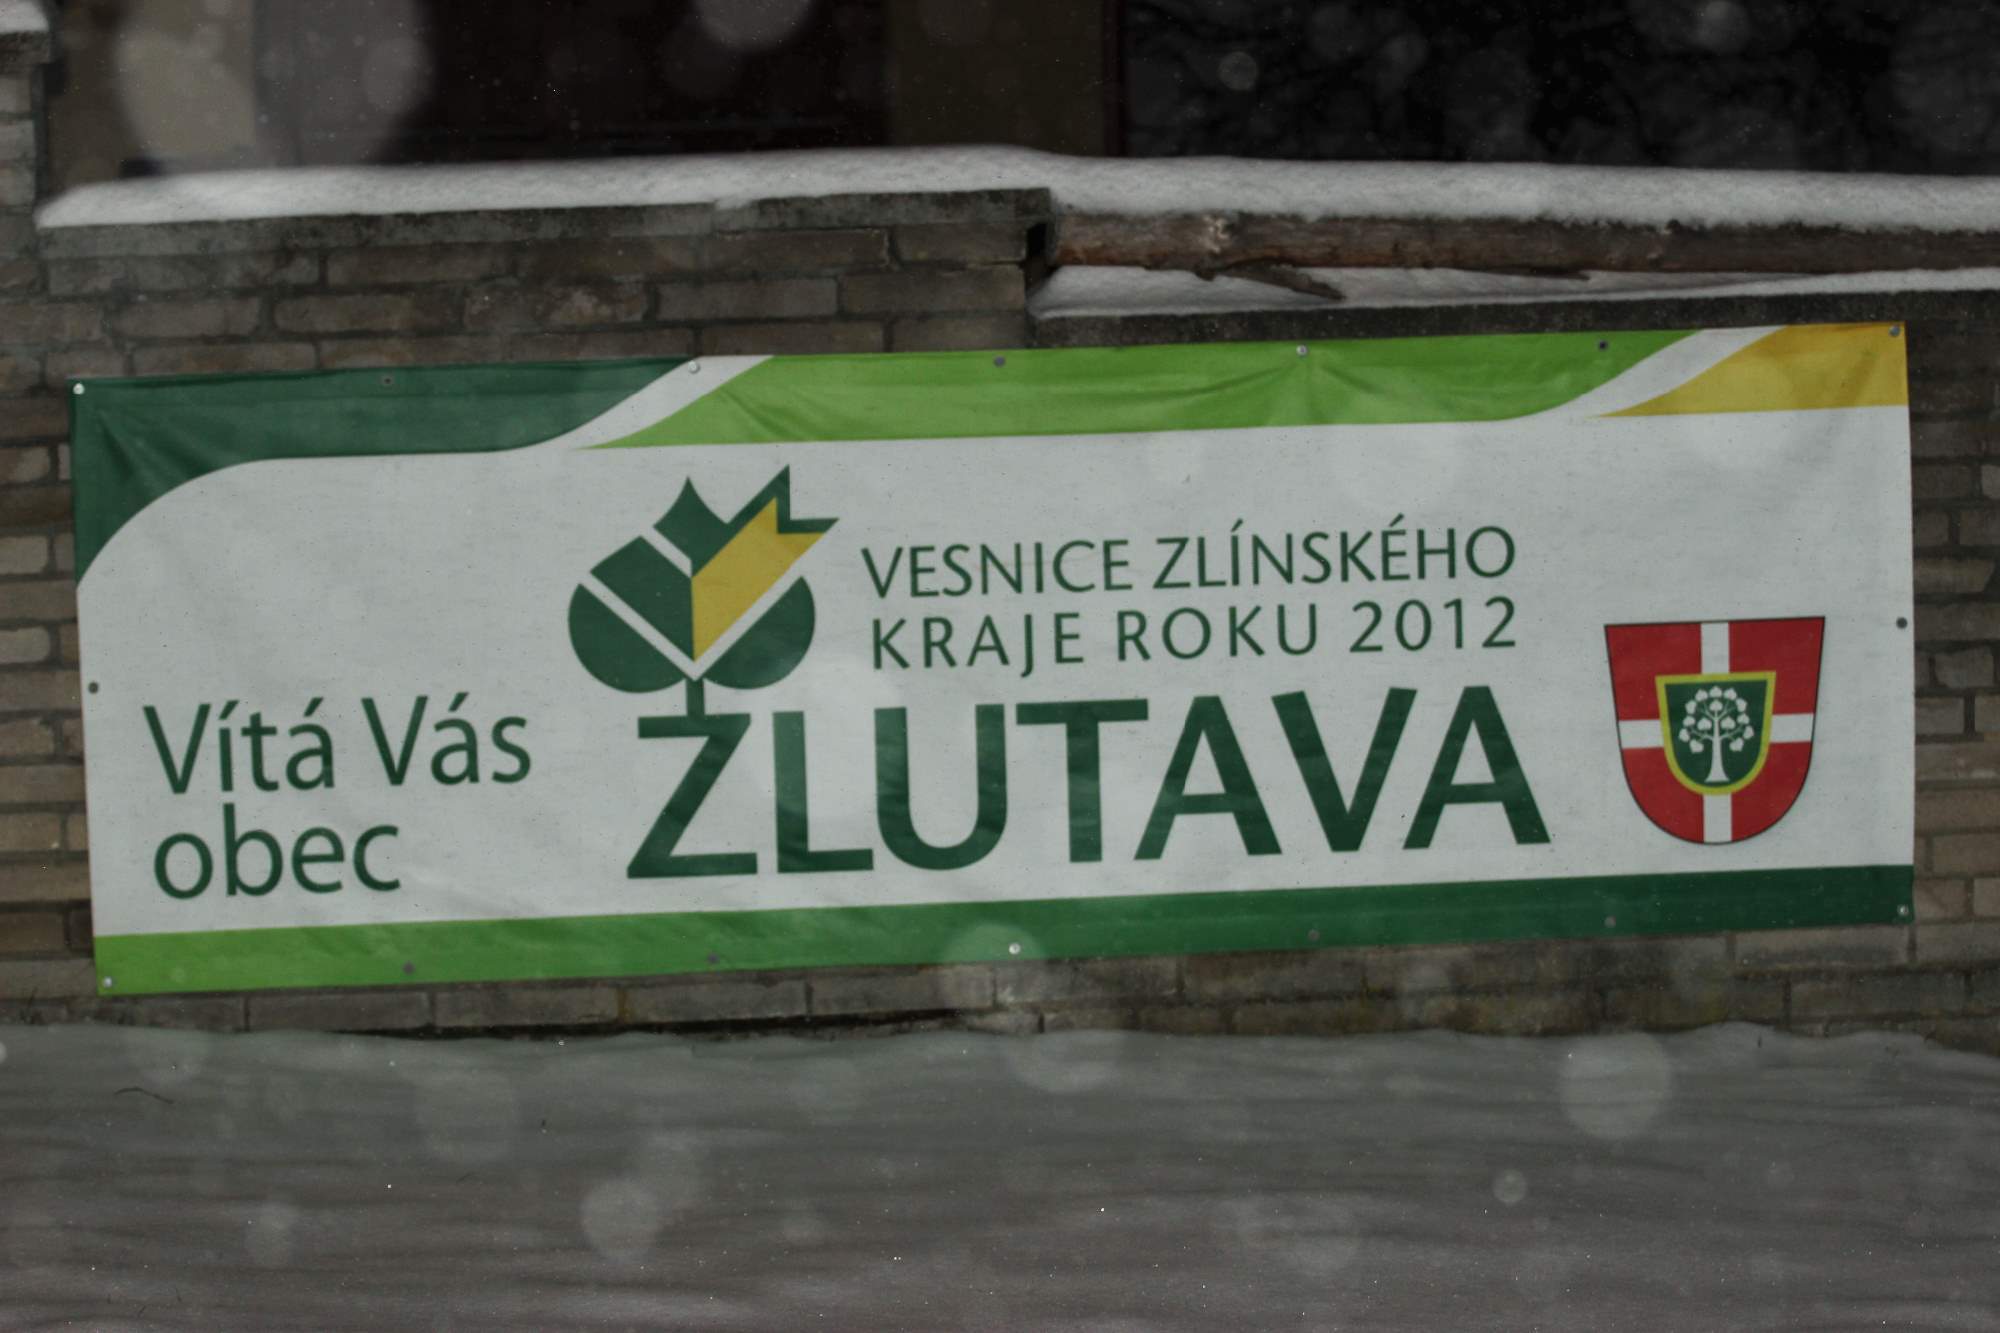 VESNICE ZLÍNSKÉHO
KRAJE ROKU 2012
Vítá Vás
obec
ŽLUTAVA